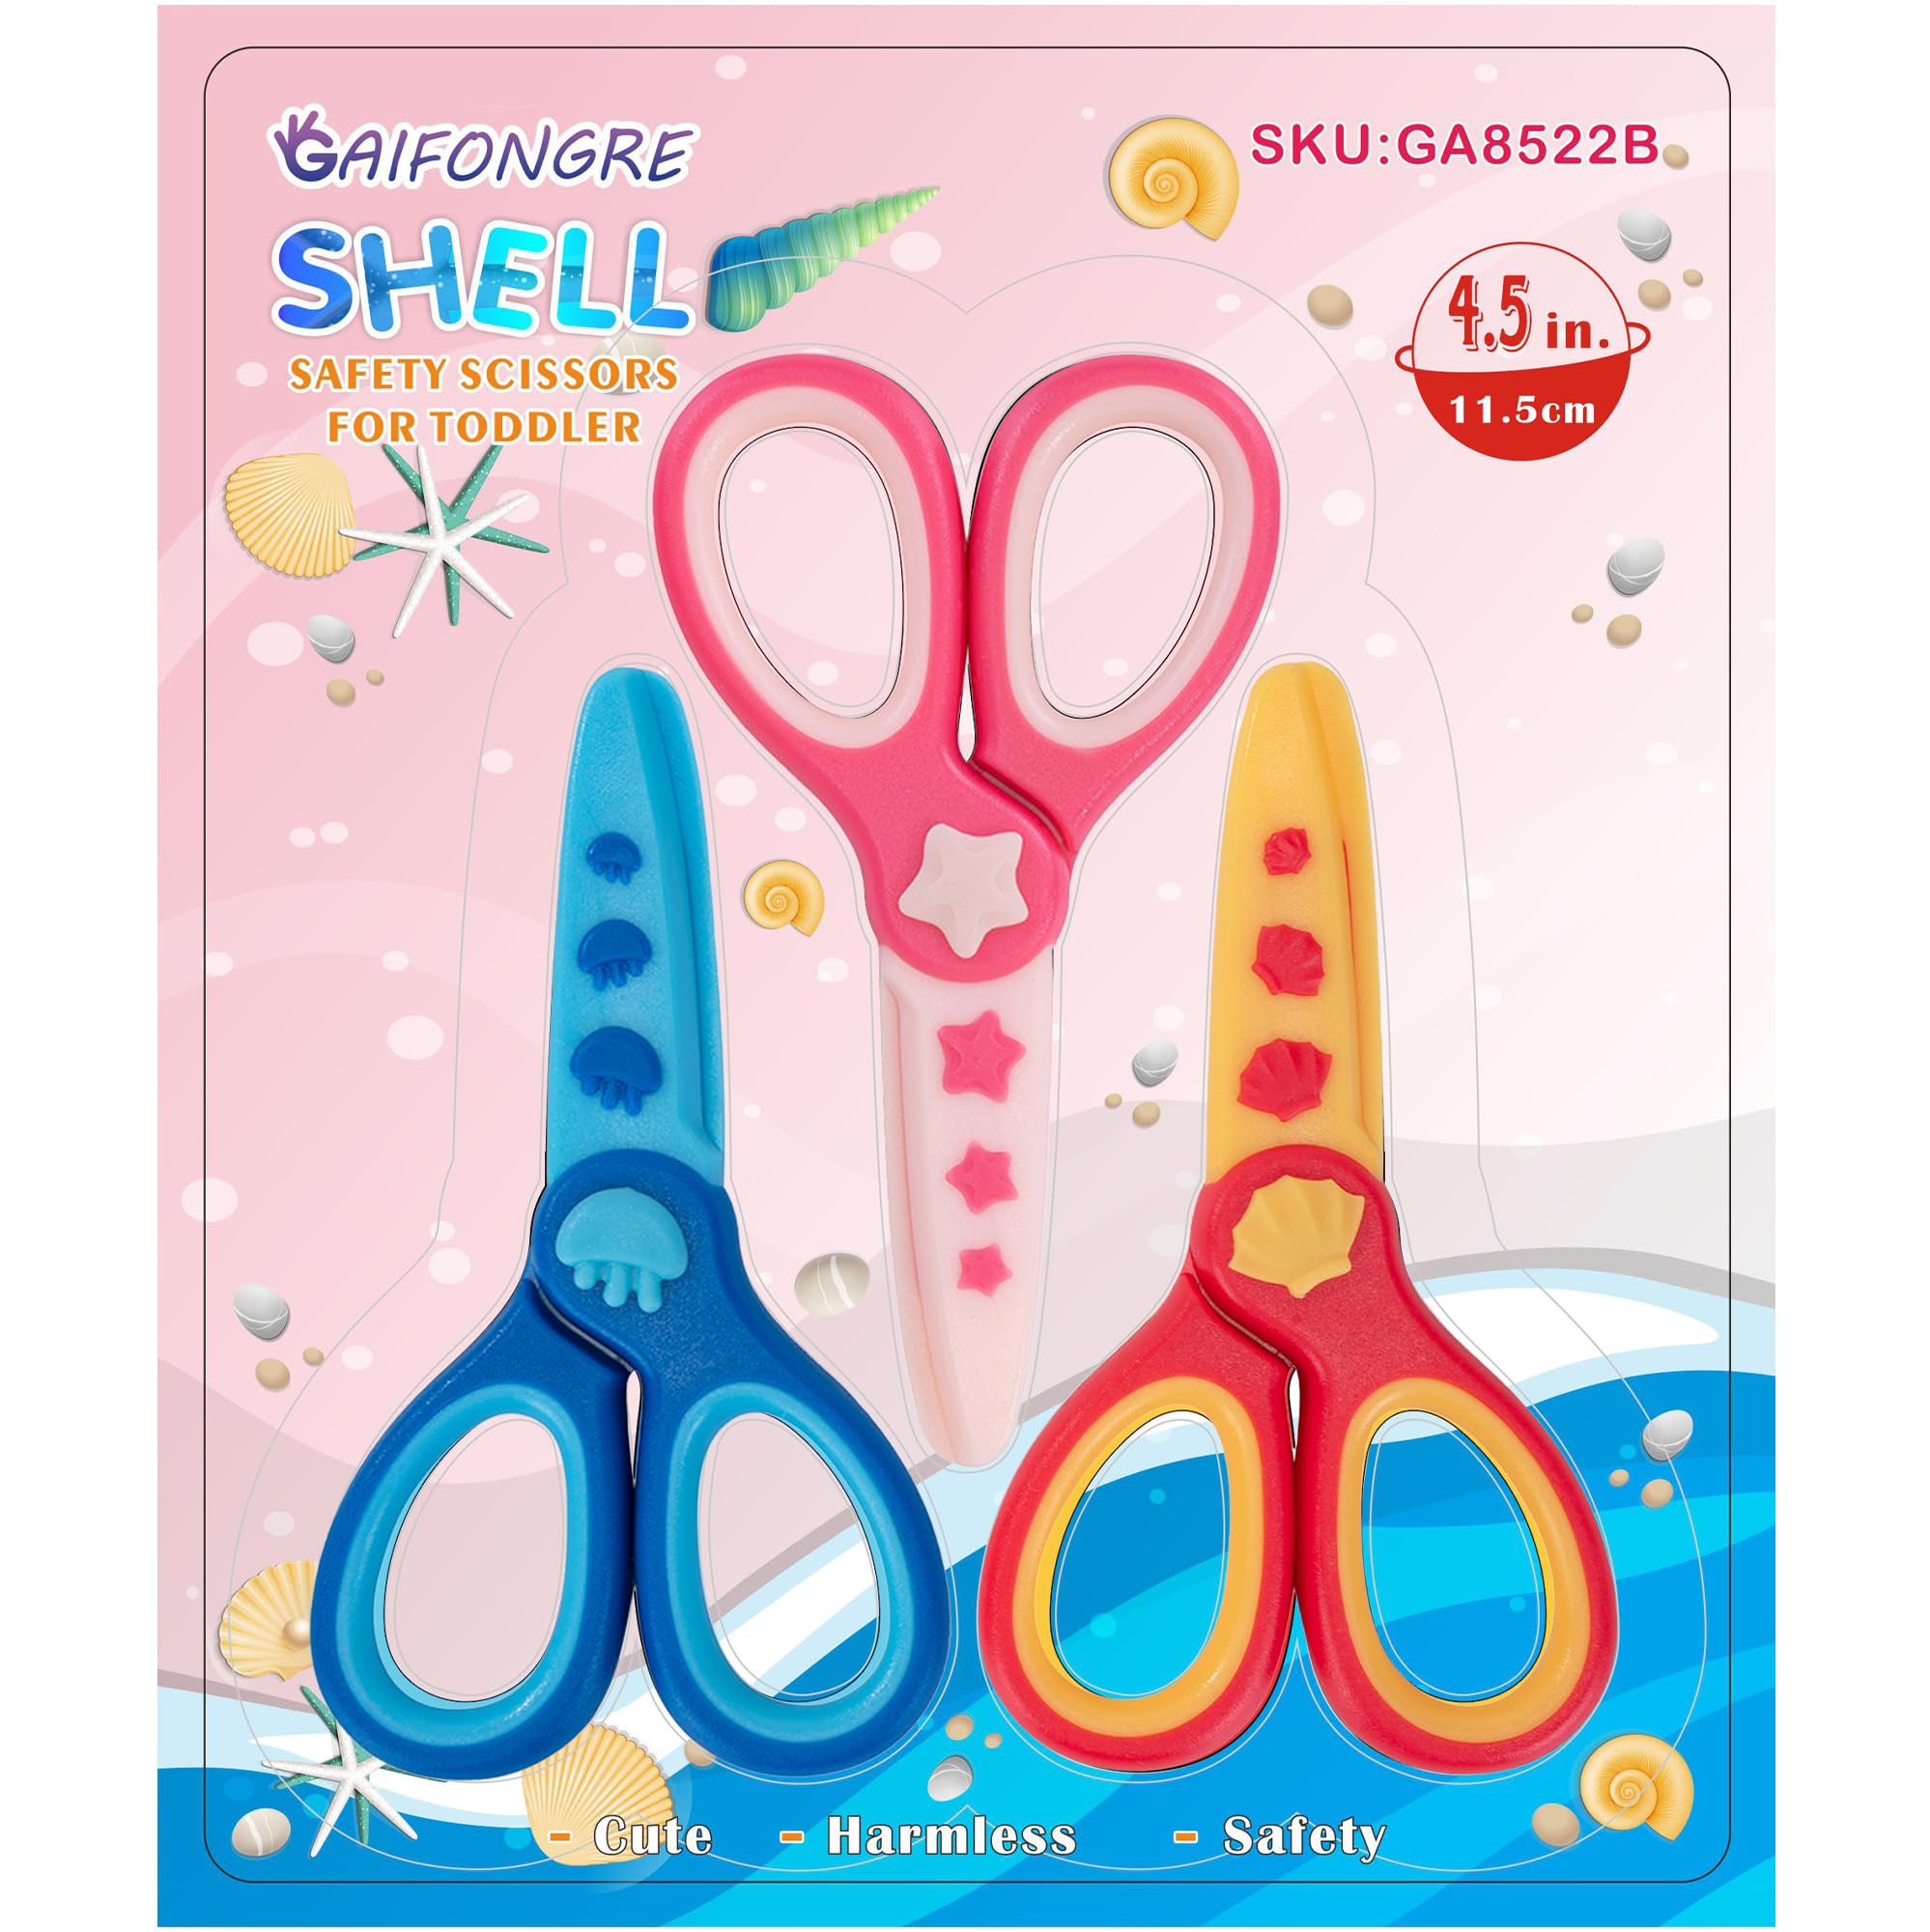 GAIFONGRE
SKU:GA8522B
SHELL
SAFETY SCISSORS
FOR TODDLER
4.5 in.
11.5cm
- Cute - Harmless - Safety